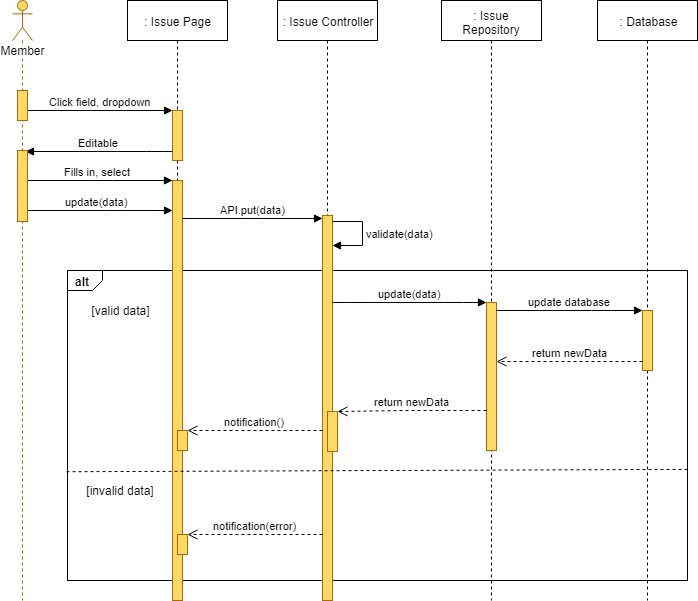 : Issue Page
: Issue Controller
: Issue
Repository
: Database
Member
Click field, dropdown
Editable
Fills in, select
update(data)
API.put(data)
validate(data)
alt
[valid data]
update(data)
update database
return newData
return newData
notification()
[invalid data]
notification(error)